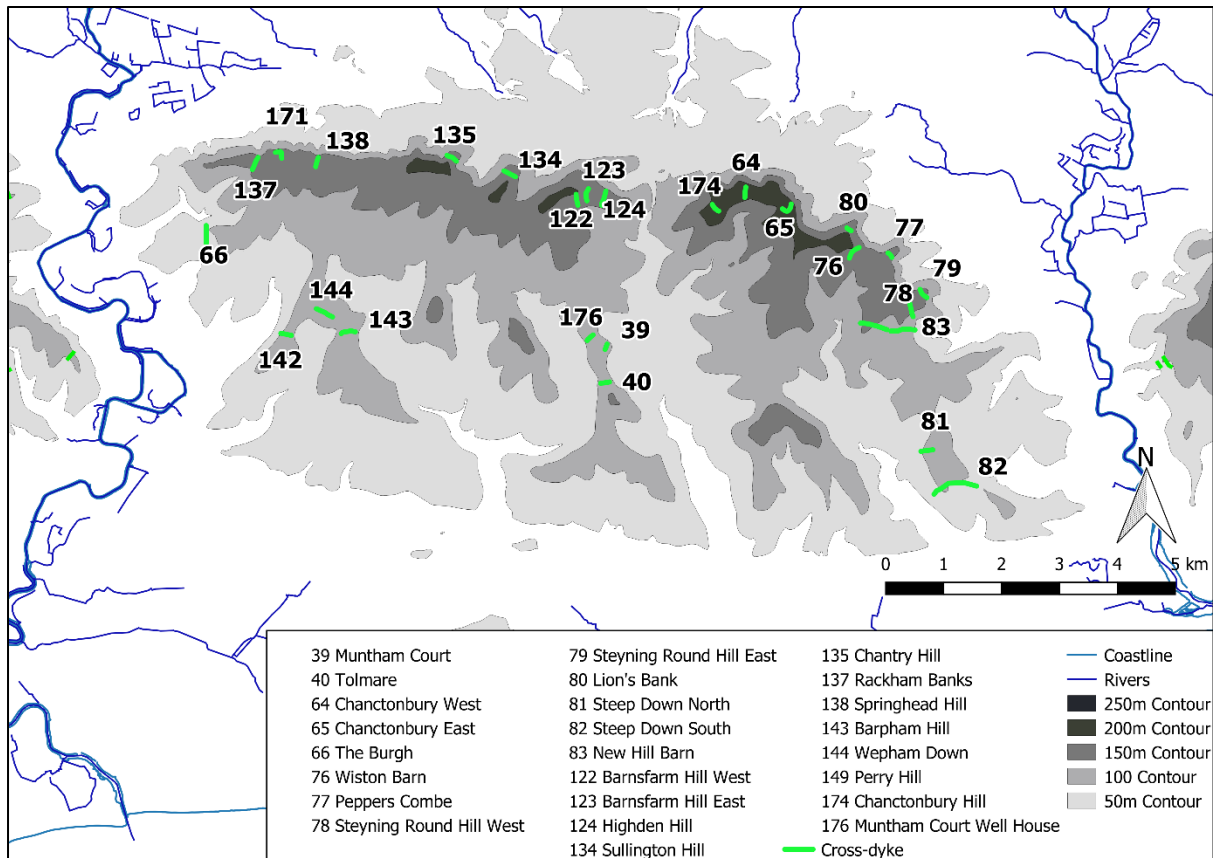 171
138
135
134
123
64
174
137
122
124
65
80
77
76
66
79
144
78
143
176
39
83
142
40
81
82
N
0 1 2 3 4 5 km
39 Muntham Court
40 Tolmare
64 Chanctonbury West
65 Chanctonbury East
66 The Burgh
76 Wiston Barn
77 Peppers Combe
78 Steyning Round Hill West
79 Steyning Round Hill East
80 Lion's Bank
81 Steep Down North
82 Steep Down South
83 New Hill Barn
122 Barnsfarm Hill West
123 Barnsfarm Hill East
124 Highden Hill
134 Sullington Hill
135 Chantry Hill
137 Rackham Banks
138 Springhead Hill
143 Barpham Hill
144 Wepham Down
149 Perry Hill
174 Chanctonbury Hill
176 Muntham Court Well House
Cross-dyke
Coastline
Rivers
250m Contour
200m Contour
150m Contour
100 Contour
50m Contour